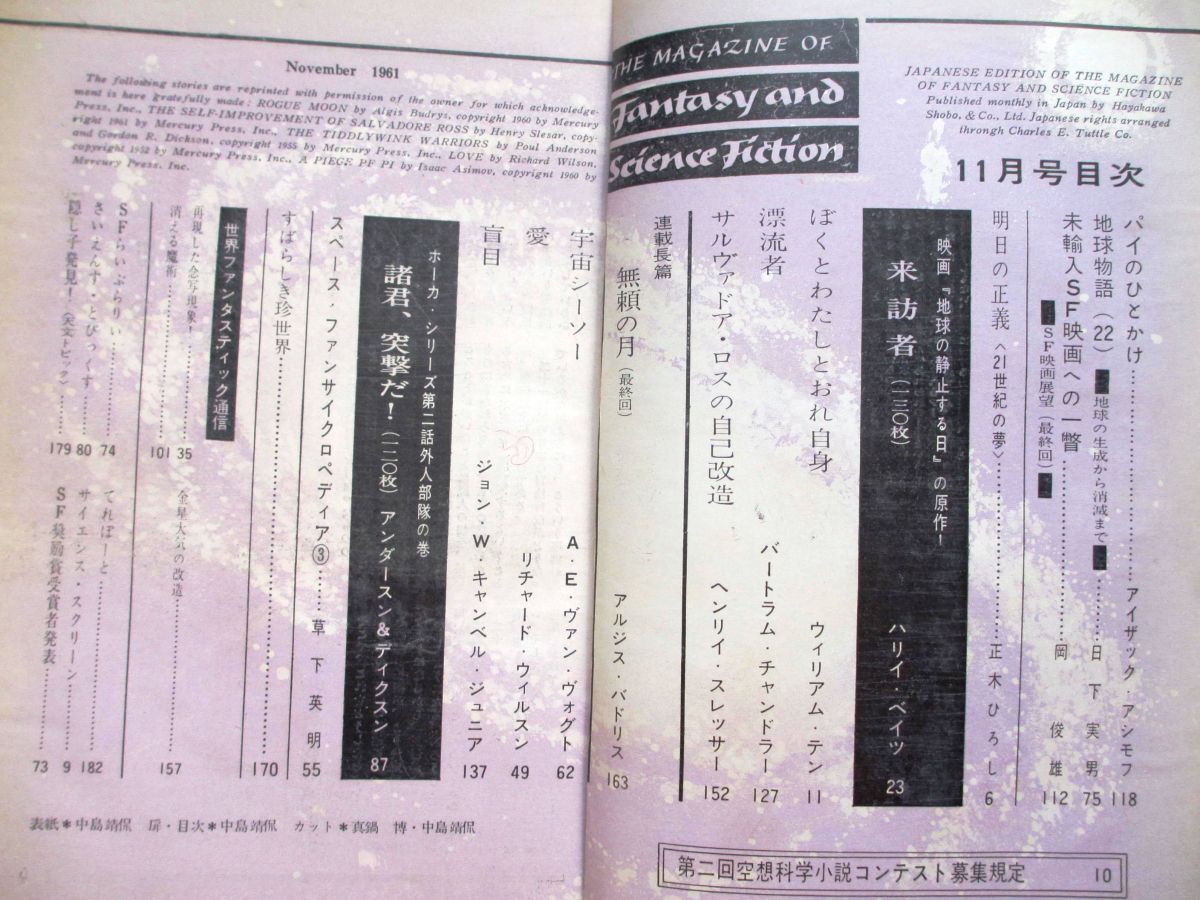 THE MAGAZINE OF
Fantasy and
Science Fiction
JAPANESE EDITION OF THE MAGAZINE
OF FANTASY AND SCIENCE FICTION
Published monthly in Japan by Hayakawa
Shobo. & Co., Ltd. Japanese rights arranged
through Charles E. Tuttle Co.
11月号目次
パイのひとかけ……アイザック・アシモフ 118
地球物語(22) 地球の生成から消滅まで……日下実男 75
未輸入SF映画への一瞥……岡俊雄 112
SF映画展望(最終回)
明日の正義〈21世紀の夢〉……正木ひろし 6
映画『地球の静止する日』の原作!
来訪者(一三〇枚) ハリイ・ベイツ 23
ぼくとわたしとおれ自身 ウィリアム・テン 11
漂流者 バートラム・チャンドラー 127
サルヴァドア・ロスの自己改造 ヘンリイ・スレッサー 152
連載長篇
無頼の月(最終回) アルジス・バドリス 163
宇宙シーソー A・E・ヴァン・ヴォグト 62
愛 リチャード・ウィルスン 49
盲目 ジョン・W・キャンベル・ジュニア 137
ホーカ・シリーズ第二話外人部隊の巻
諸君、突撃だ!(一二〇枚) アンダースン&ディクスン 87
スペース・ファンサイクロペディア③……草下英明 55
すばらしき珍世界……170
世界ファンタスティック通信
再現した念写現象!……35
消える魔術……101
金星大気の改造……157
SFらいぶらりい……74
さいえんす・とぴっくす……80
隠し子発見!(天文トピック)……179
てれぽーと……182
サイエンス・スクリーン……9
SF奨励賞受賞者発表……73
November 1961
The following stories are reprinted with permission of the owner for which acknowledge-
ment is here gratefully made: ROGUE MOON by Algis Budrys, copyright 1960 by Mercury
Press, Inc., THE SELF-IMPROVEMENT OF SALVADORE ROSS by Henry Slesar, copy-
right 1961 by Mercury Press, Inc., THE TIDDLYWINK WARRIORS by Poul Anderson
and Gordon R. Dickson, copyright 1955 by Mercury Press, Inc., LOVE by Richard Wilson,
copyright 1952 by Mercury Press, Inc., A PIECE PF PI by Isaac Asimov, copyright 1960 by
Mercury Press, Inc.
表紙*中島靖侃 扉・目次*中島靖侃 カット*真鍋 博・中島靖侃
第二回空想科学小説コンテスト募集規定 10